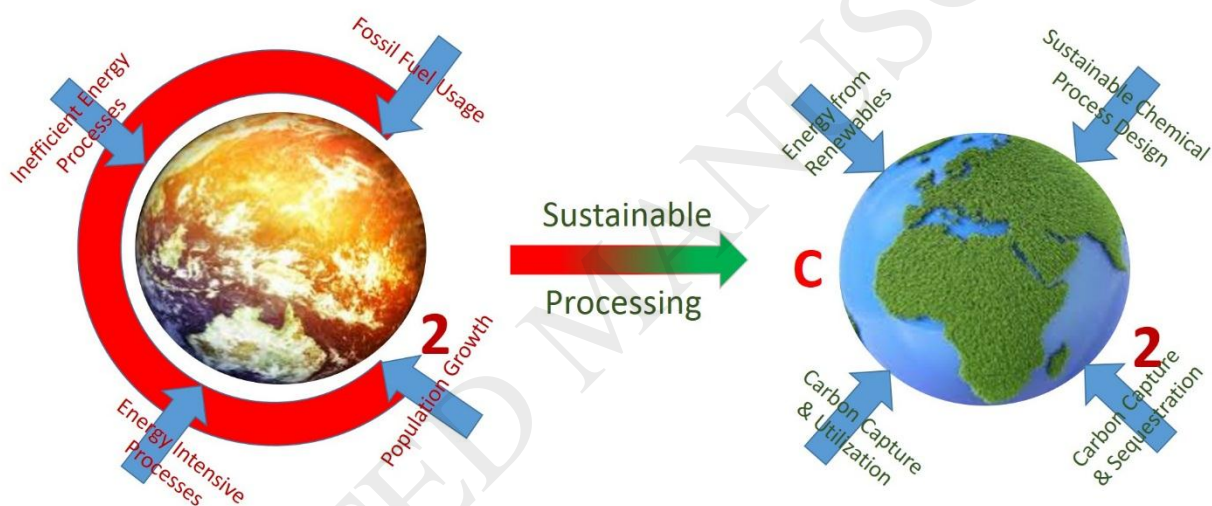 Inefficient Energy
Processes
Fossil Fuel Usage
2
Energy Intensive
Processes
Population Growth
Sustainable
Processing
Energy from
Renewables
Sustainable Chemical
Process Design
C
2
Carbon Capture
& Utilization
Carbon Capture
& Sequestration